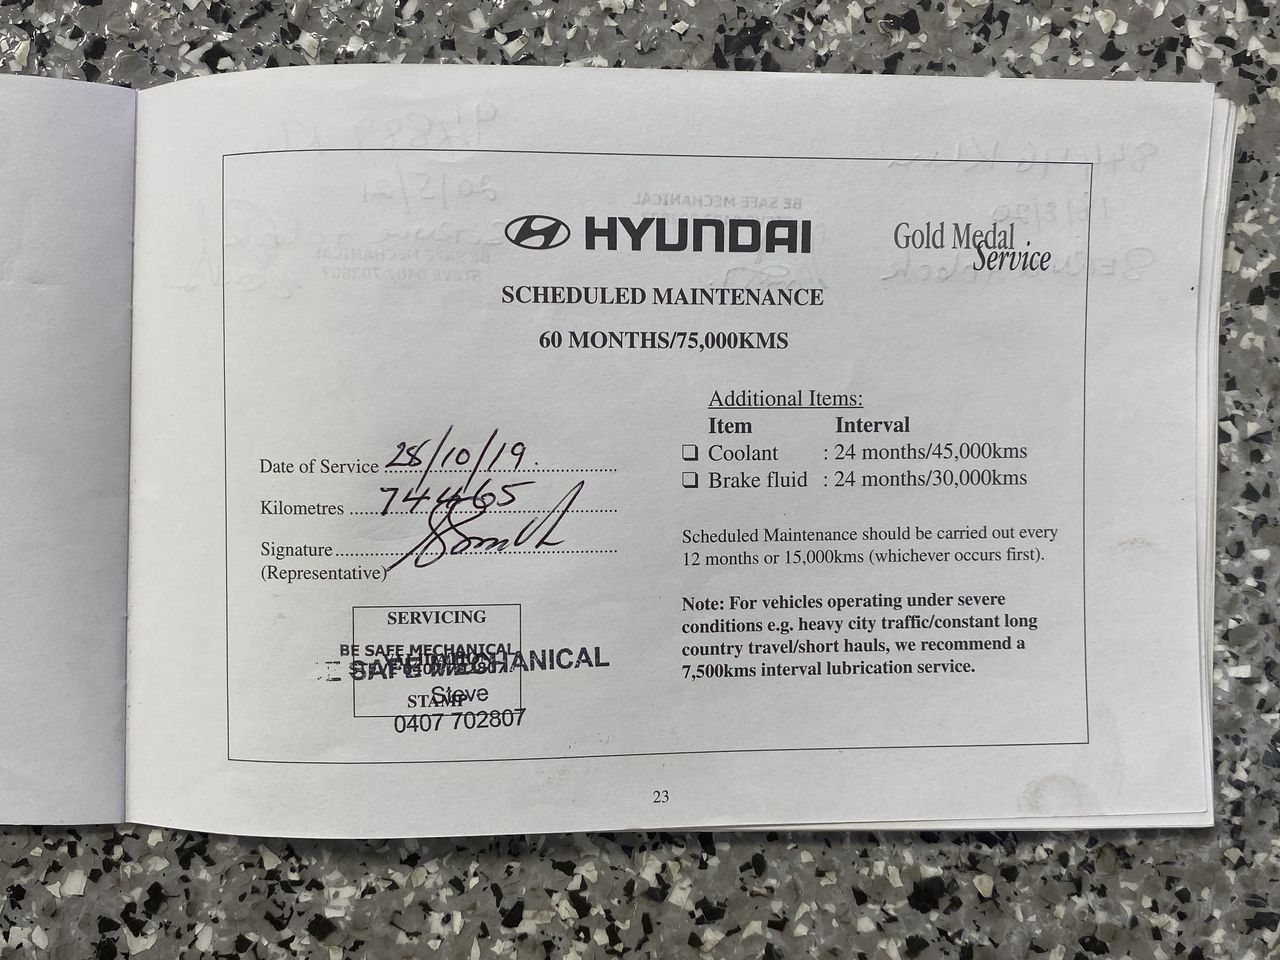 HYUNDAI
Gold Medal
Service
SCHEDULED MAINTENANCE
60 MONTHS/75,000KMS
Date of Service 28/10/19.
Kilometres 74465
Signature
(Representative)
SERVICING
BE SAFE MECHANICAL
SAFE MECHANICAL
STAMP
Steve
0407 702807
Additional Items:
Item Interval
❏ Coolant : 24 months/45,000kms
❏ Brake fluid : 24 months/30,000kms
Scheduled Maintenance should be carried out every
12 months or 15,000kms (whichever occurs first).
Note: For vehicles operating under severe
conditions e.g. heavy city traffic/constant long
country travel/short hauls, we recommend a
7,500kms interval lubrication service.
23